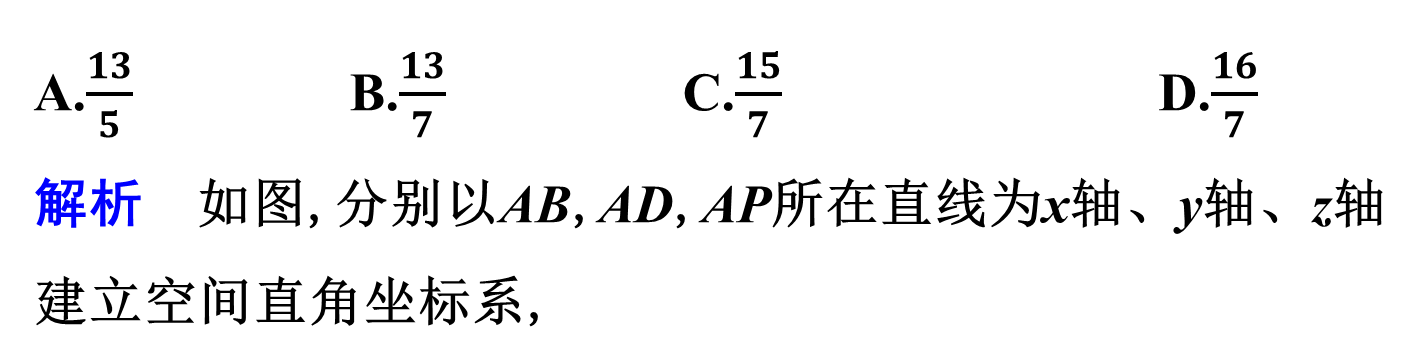 A.13/5 B.13/7 C.15/7 D.16/7
解析 如图,分别以AB,AD,AP所在直线为x轴、y轴、z轴
建立空间直角坐标系,